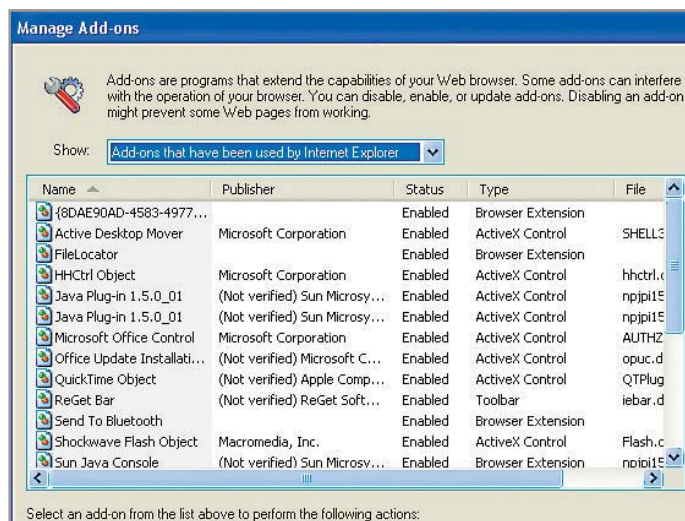 Manage Add-ons
Add-ons are programs that extend the capabilities of your Web browser. Some add-ons can interfere
with the operation of your browser. You can disable, enable, or update add-ons. Disabling an add-on
might prevent some Web pages from working.
Show: Add-ons that have been used by Internet Explorer
Name Publisher Status Type File
{8DAE90AD-4583-4977... Enabled Browser Extension
Active Desktop Mover Microsoft Corporation Enabled ActiveX Control SHELL3
FileLocator Enabled Browser Extension
HHCtrl Object Microsoft Corporation Enabled ActiveX Control hhctrl.o
Java Plug-in 1.5.0_01 (Not verified) Sun Microsy... Enabled ActiveX Control npjpi15
Java Plug-in 1.5.0_01 (Not verified) Sun Microsy... Enabled ActiveX Control npjpi15
Microsoft Office Control Microsoft Corporation Enabled ActiveX Control AUTHZ
Office Update Installati... (Not verified) Microsoft C... Enabled ActiveX Control opuc.d
QuickTime Object (Not verified) Apple Comp... Enabled ActiveX Control QTPlug
ReGet Bar (Not verified) ReGet Soft... Enabled Toolbar iebar.d
Send To Bluetooth Enabled Browser Extension
Shockwave Flash Object Macromedia, Inc. Enabled ActiveX Control Flash.o
Sun Java Console (Not verified) Sun Microsy... Enabled Browser Extension npjpi15
Select an add-on from the list above to perform the following actions: